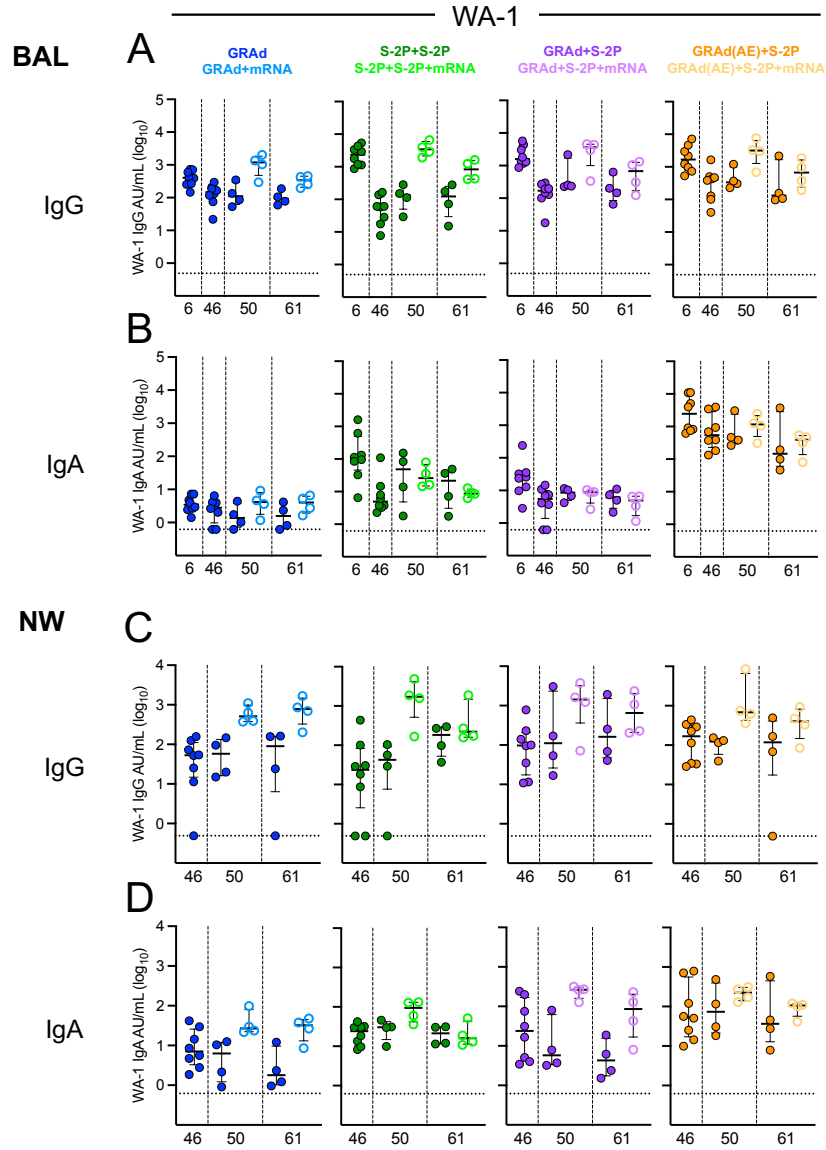 WA-1
BAL
A
GRAd
GRAd+mRNA
S-2P+S-2P
S-2P+S-2P+mRNA
GRAd+S-2P
GRAd+S-2P+mRNA
GRAd(AE)+S-2P
GRAd(AE)+S-2P+mRNA
IgG
WA-1 IgG AU/mL (log10)
5
4
3
2
1
0
6 46 50 61
6 46 50 61
6 46 50 61
6 46 50 61
B
IgA
WA-1 IgA AU/mL (log10)
5
4
3
2
1
0
6 46 50 61
6 46 50 61
6 46 50 61
6 46 50 61
NW
C
IgG
WA-1 IgG AU/mL (log10)
4
3
2
1
0
46 50 61
46 50 61
46 50 61
46 50 61
D
IgA
WA-1 IgA AU/mL (log10)
4
3
2
1
0
46 50 61
46 50 61
46 50 61
46 50 61